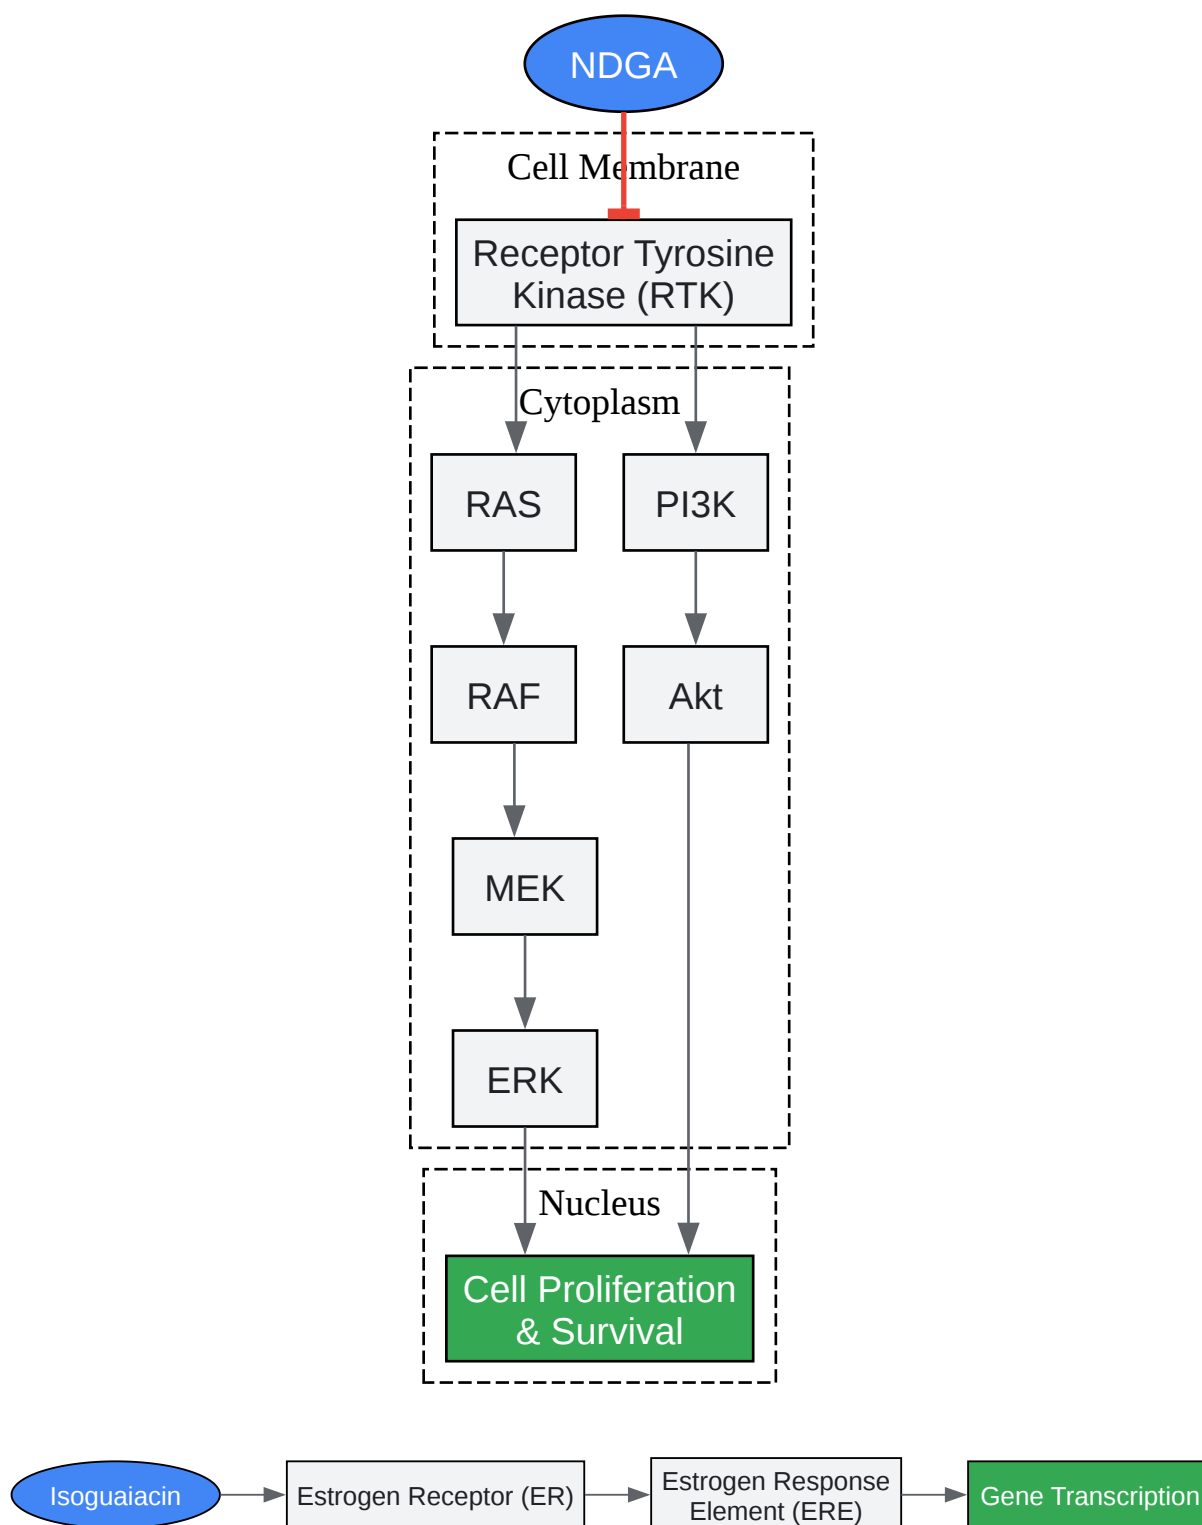 NDGA
Cell Membrane
Receptor Tyrosine
Kinase (RTK)
Cytoplasm
RAS
PI3K
RAF
Akt
MEK
ERK
Nucleus
Cell Proliferation
& Survival
Isoguaiacin
Estrogen Receptor (ER)
Estrogen Response
Element (ERE)
Gene Transcription